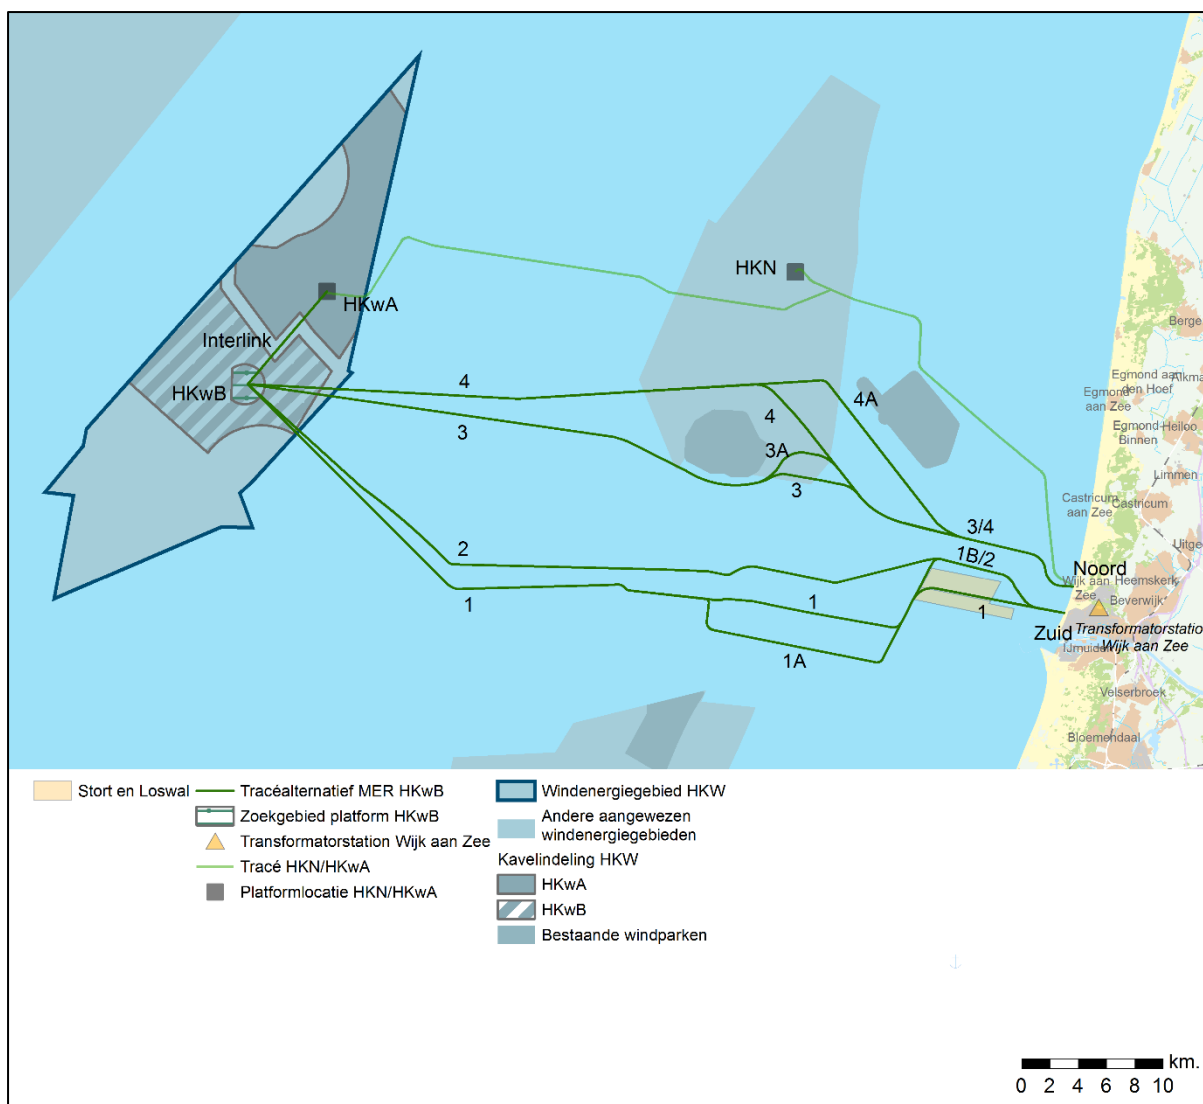 HKN
HKwA
Berge
Interlink
Egmond aan
den Hoef
Alkma
4
HKwB
Egmond
aan Zee
4A
4
3
Egmond-
Binnen
Heiloo
3A
Limmen
3
Castricum
aan Zee
Castricum
3/4
Uitge
2
1B/2
Noord
Wijk aan
Zee
Heemskerk
1
1
1
Beverwijk
Zuid
Transformatorstatio
Wijk aan Zee
IJmuiden
1A
Velserbroek
Bloemendaal
Stort en Loswal
Tracéalternatief MER HKwB
Zoekgebied platform HKwB
Transformatorstation Wijk aan Zee
Tracé HKN/HKwA
Platformlocatie HKN/HKwA
Windenergiegebied HKW
Andere aangewezen
windenergiegebieden
Kavelindeling HKW
HKwA
HKwB
Bestaande windparken
km.
0 2 4 6 8 10